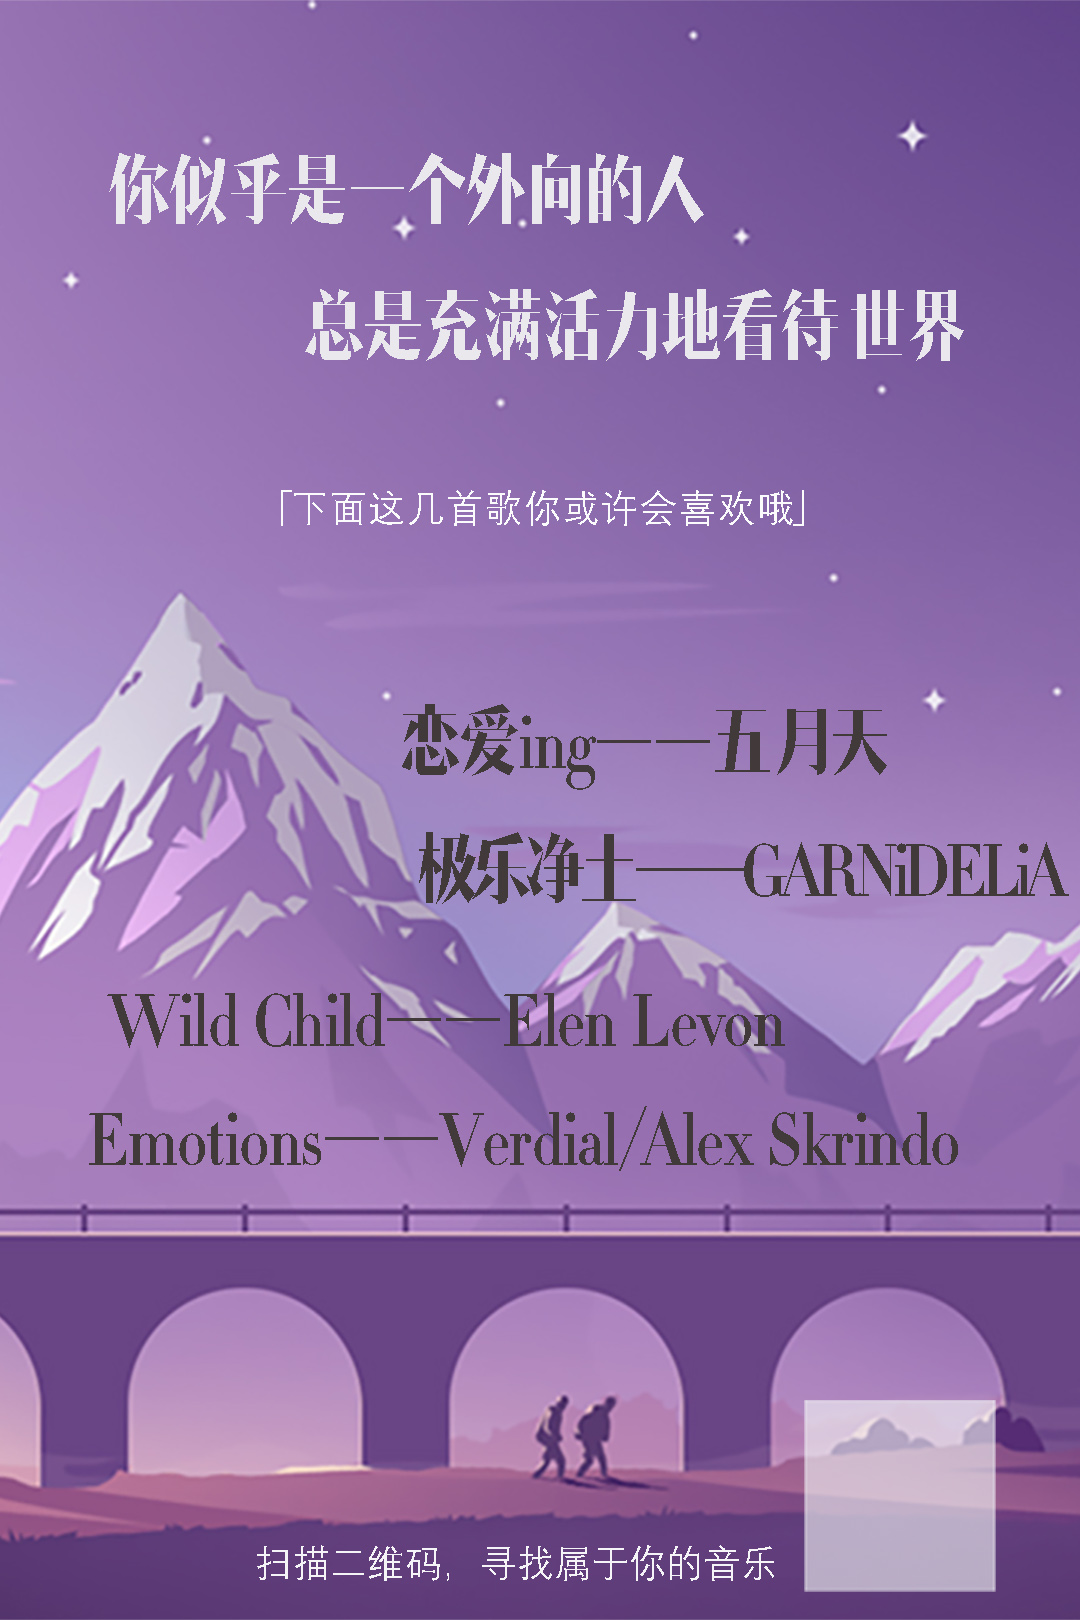 你似乎是一个外向的人
总是充满活力地看待世界
「下面这几首歌你或许会喜欢哦」
恋爱ing——五月天
极乐净土——GARNiDELiA
Wild Child——Elen Levon
Emotions——Verdial/Alex Skrindo
扫描二维码，寻找属于你的音乐